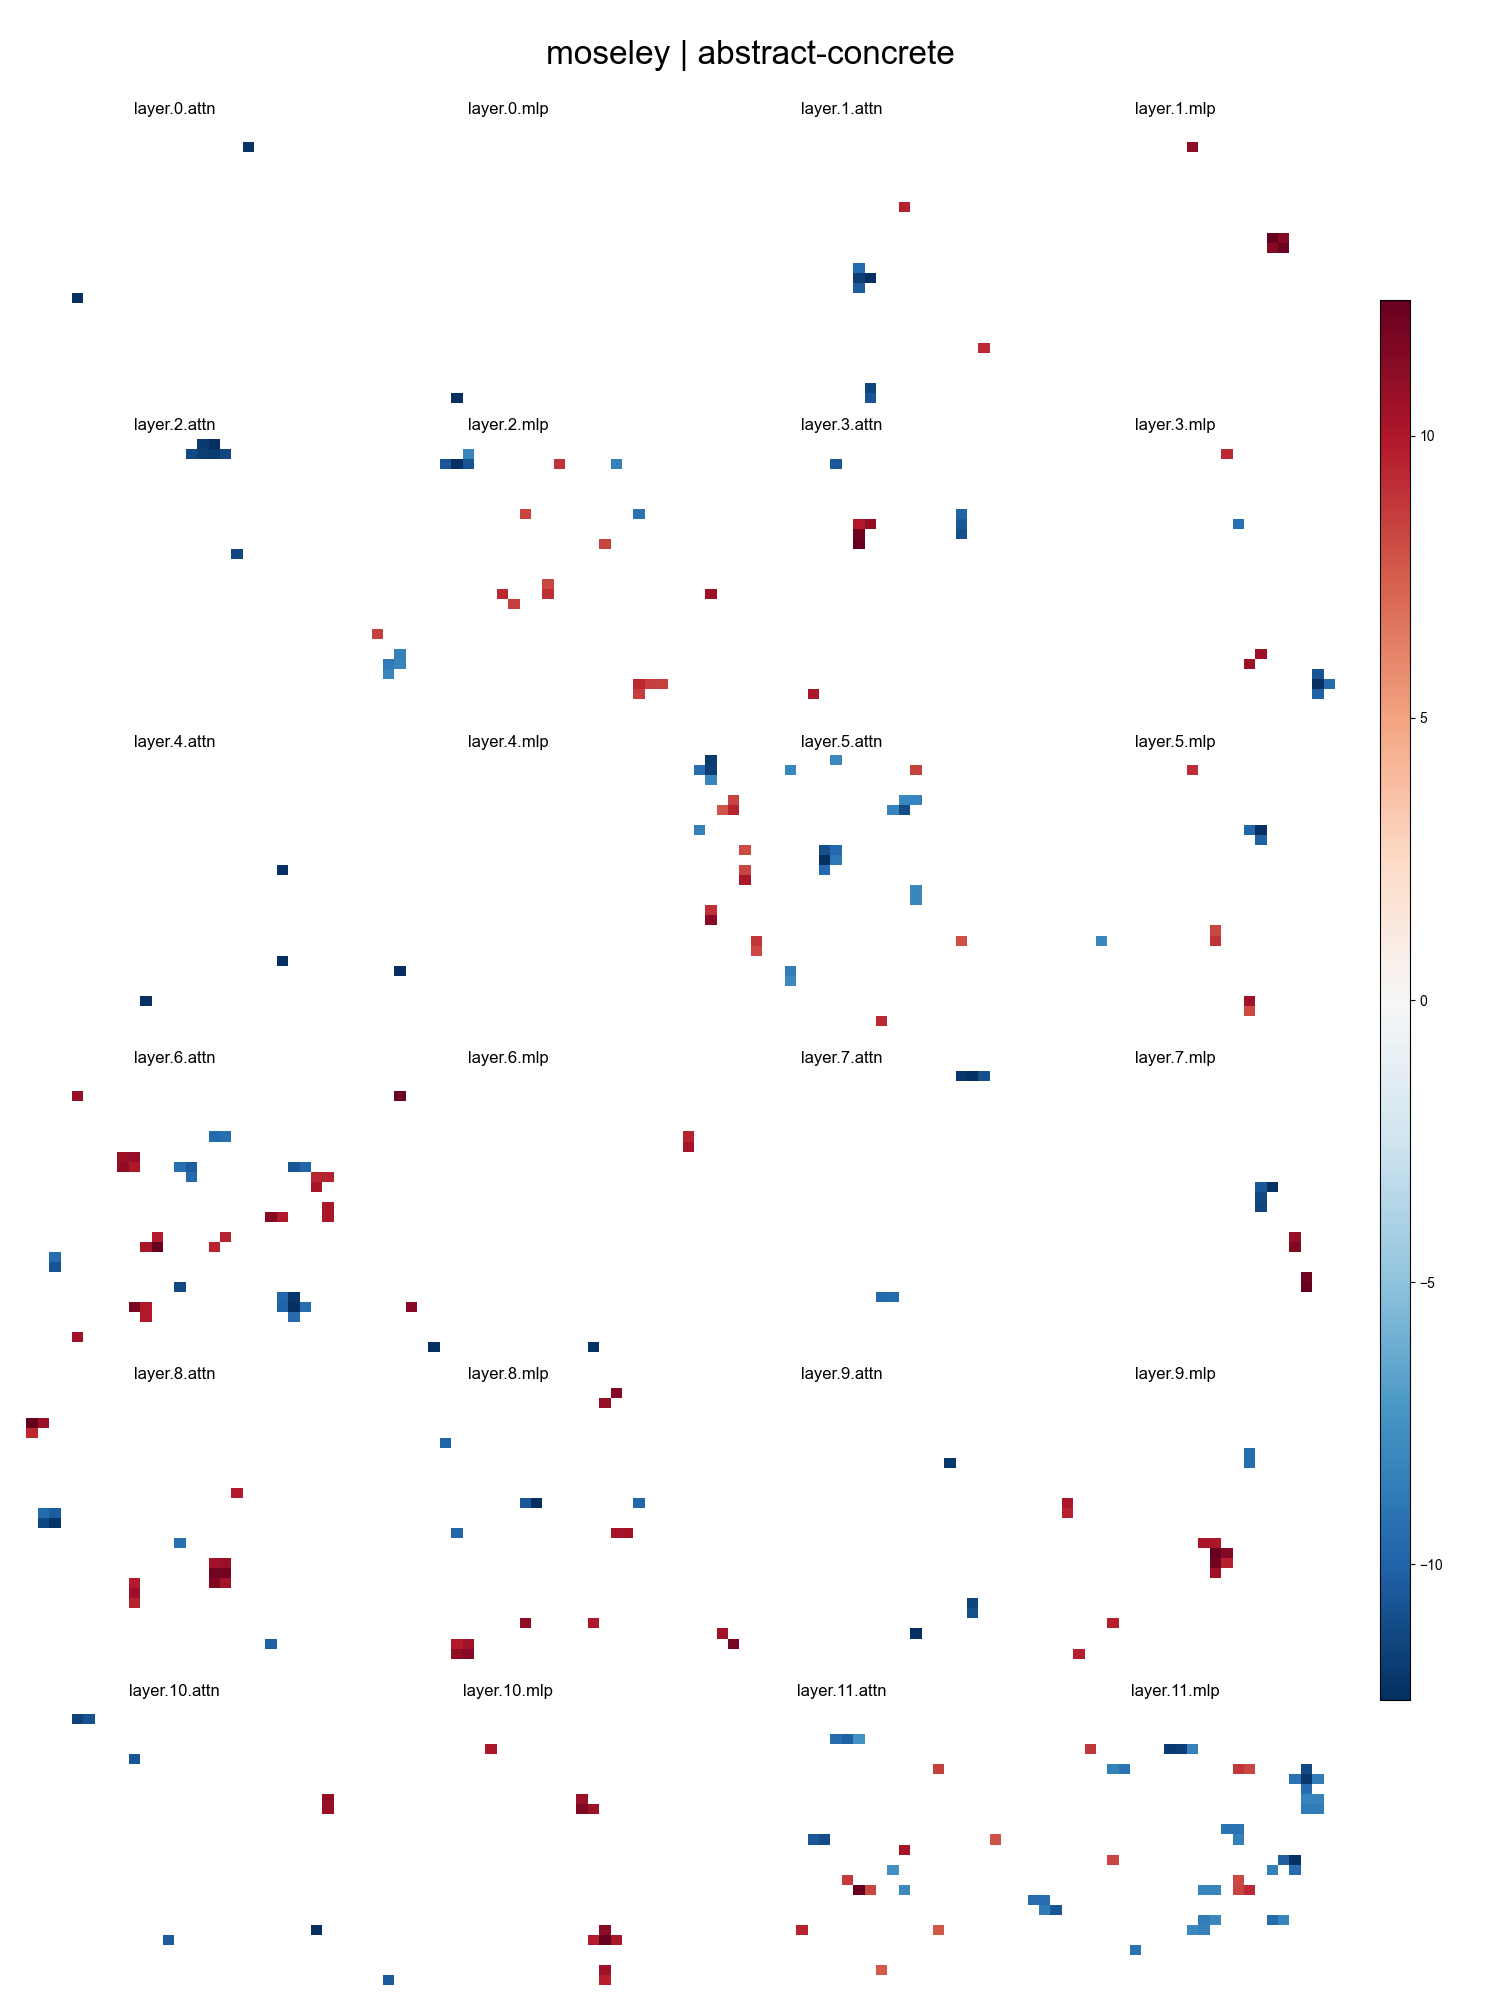 moseley | abstract-concrete
layer.0.attn layer.0.mlp layer.1.attn layer.1.mlp
layer.2.attn layer.2.mlp layer.3.attn layer.3.mlp
layer.4.attn layer.4.mlp layer.5.attn layer.5.mlp
layer.6.attn layer.6.mlp layer.7.attn layer.7.mlp
layer.8.attn layer.8.mlp layer.9.attn layer.9.mlp
layer.10.attn layer.10.mlp layer.11.attn layer.11.mlp
10
5
0
−5
−10